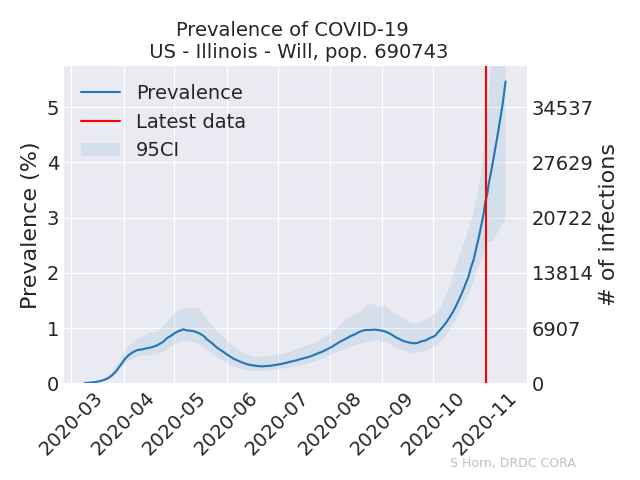 Prevalence of COVID-19
US - Illinois - Will, pop. 690743
Prevalence
Latest data
95CI
Prevalence (%)
5
4
3
2
1
0
34537
27629
20722
13814
6907
0
# of infections
2020-03
2020-04
2020-05
2020-06
2020-07
2020-08
2020-09
2020-10
2020-11
S Horn, DRDC CORA